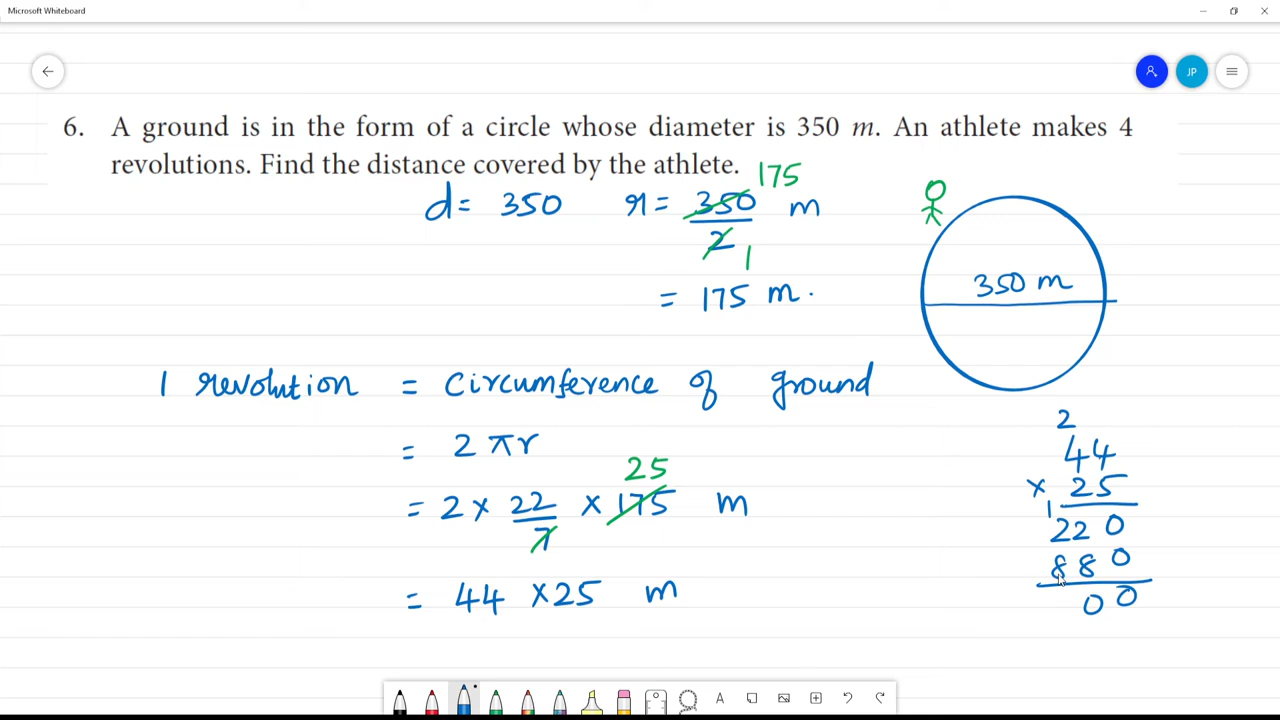 Microsoft Whiteboard
JP
6. A ground is in the form of a circle whose diameter is 350 m. An athlete makes 4
revolutions. Find the distance covered by the athlete.
d = 350 r = 350/2 m
175
1
= 175 m.
350 m
1 revolution = circumference of ground
= 2 πr
= 2 × 22/7 × 175 m
25
= 44 × 25 m
2
44
× 25
1
220
880
00
A